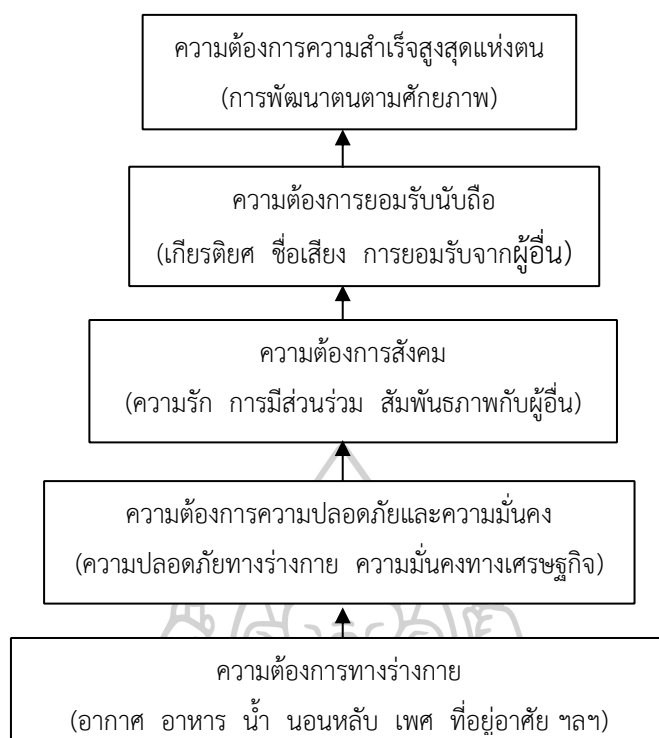 ความต้องการความสำเร็จสูงสุดแห่งตน
(การพัฒนาตนตามศักยภาพ)
ความต้องการยอมรับนับถือ
(เกียรติยศ ชื่อเสียง การยอมรับจากผู้อื่น)
ความต้องการสังคม
(ความรัก การมีส่วนร่วม สัมพันธภาพกับผู้อื่น)
ความต้องการความปลอดภัยและความมั่นคง
(ความปลอดภัยทางร่างกาย ความมั่นคงทางเศรษฐกิจ)
ความต้องการทางร่างกาย
(อากาศ อาหาร น้ำ นอนหลับ เพศ ที่อยู่อาศัย ฯลฯ)